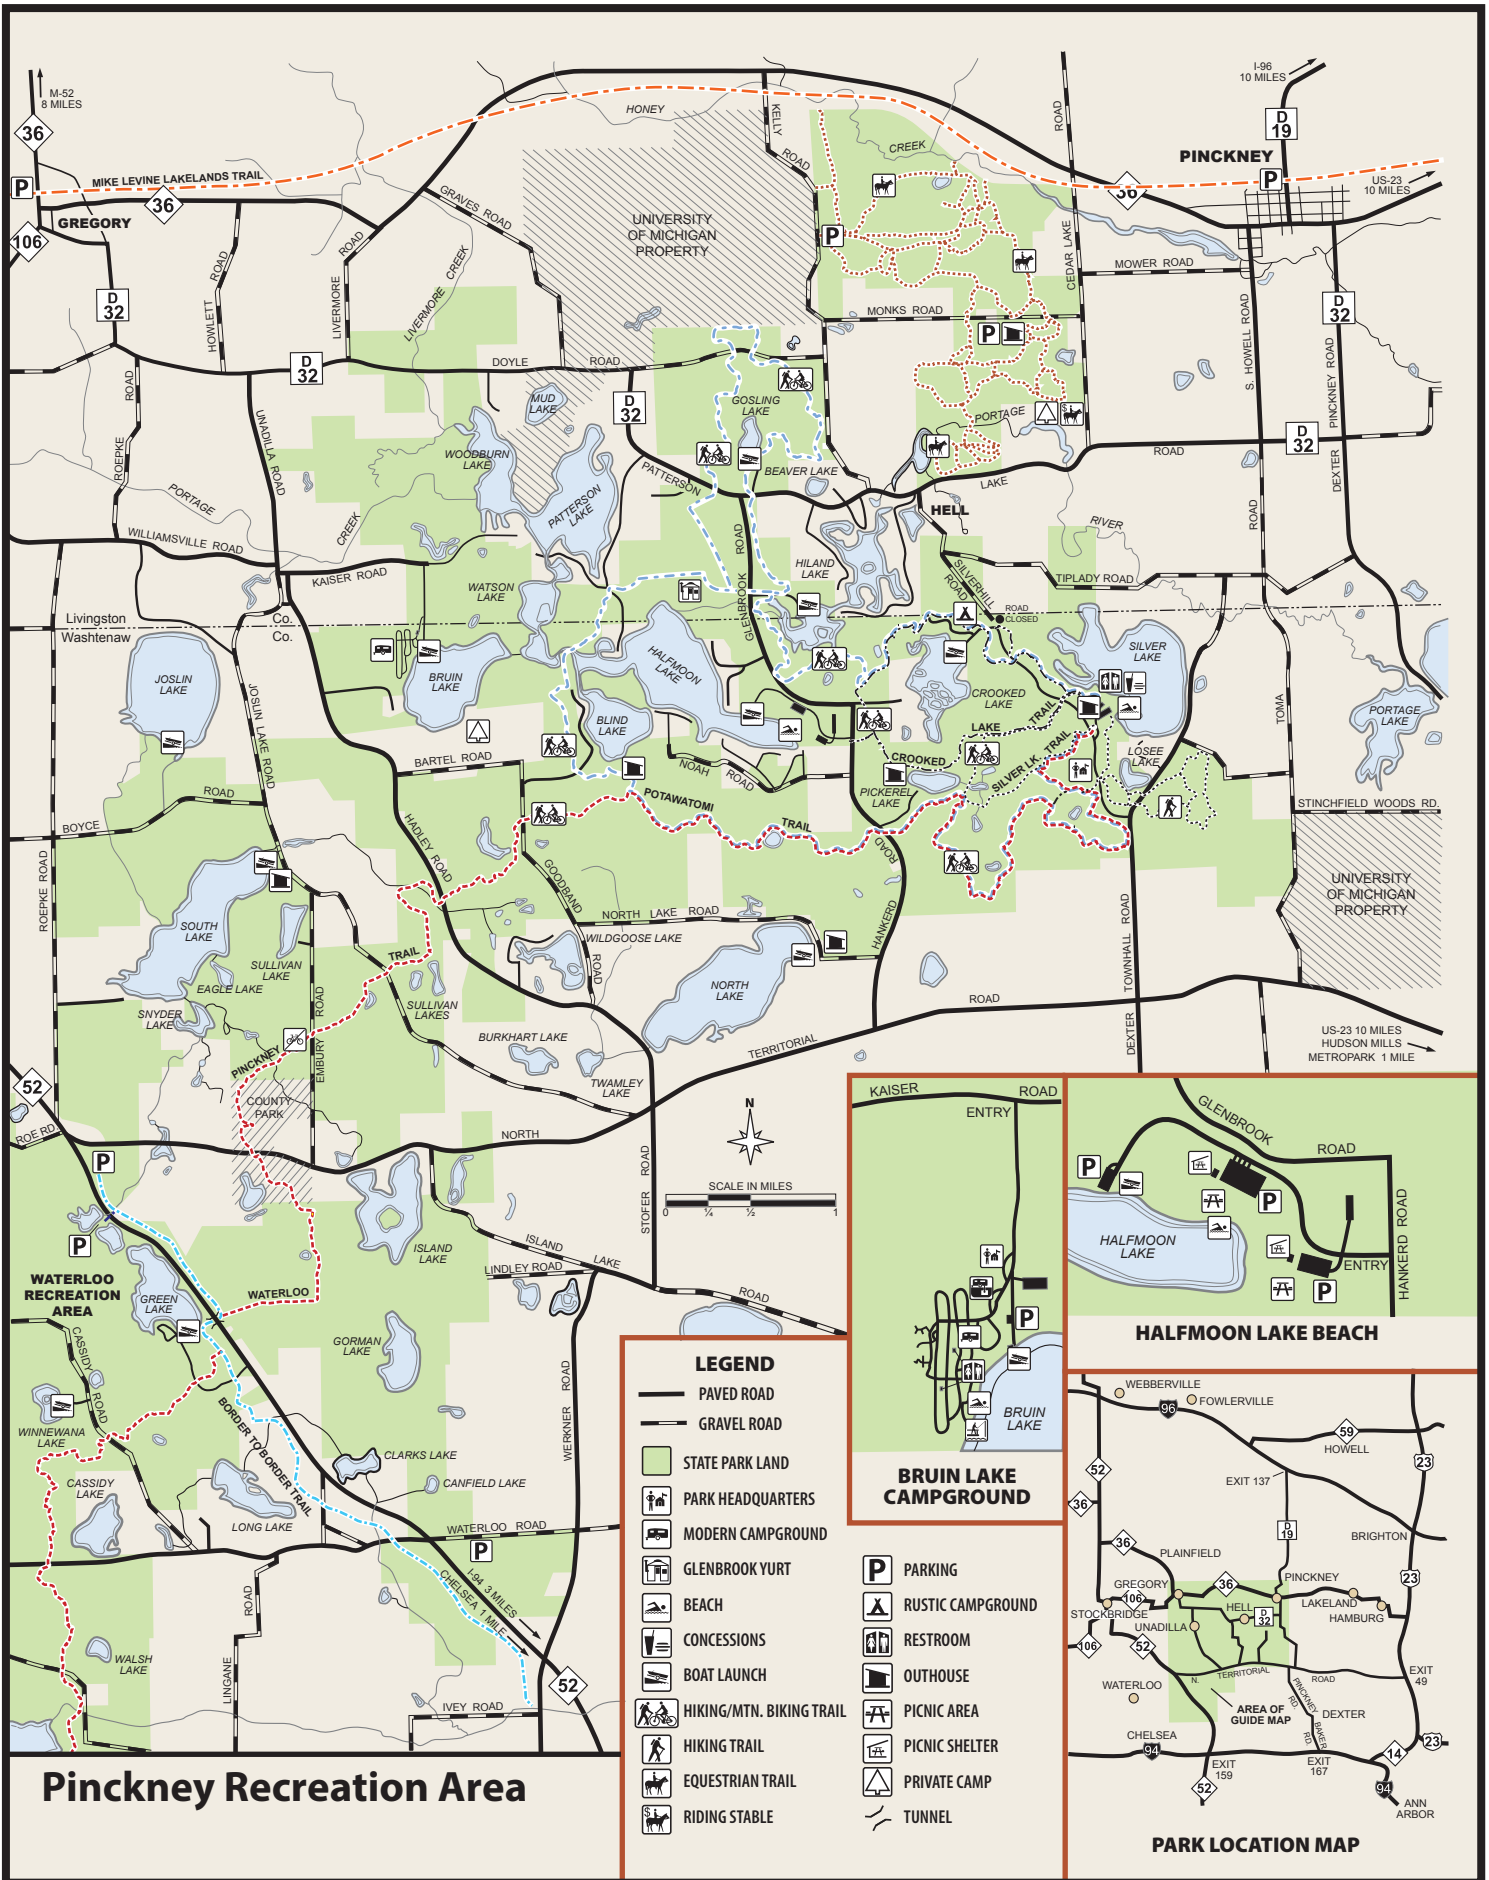 M-52
8 MILES
36
P
MIKE LEVINE LAKELANDS TRAIL
36
GREGORY
106
D
32
HOWLETT
ROAD
LIVERMORE
ROAD
GRAVES ROAD
LIVERMORE CREEK
HONEY
CREEK
KELLY
ROAD
UNIVERSITY
OF MICHIGAN
PROPERTY
P
ROAD
CEDAR LAKE
I-96
10 MILES
D
19
PINCKNEY
P
36
US-23
10 MILES
MOWER ROAD
MONKS ROAD
P
S. HOWELL ROAD
D
32
DEXTER PINCKNEY ROAD
D
32
DOYLE ROAD
D
32
MUD
LAKE
GOSLING
LAKE
PORTAGE
ROEPKE ROAD
UNADILLA ROAD
WOODBURN
LAKE
PATTERSON
LAKE
PATTERSON
BEAVER LAKE
D
32
ROAD
LAKE
HELL
PORTAGE
CREEK
RIVER
ROAD
WILLIAMSVILLE ROAD
KAISER ROAD
WATSON
LAKE
GLENBROOK ROAD
HILAND
LAKE
SILVERHILL
ROAD
TIPLADY ROAD
ROAD
CLOSED
Livingston Co.
Washtenaw Co.
JOSLIN
LAKE
JOSLIN LAKE ROAD
BRUIN
LAKE
HALFMOON
LAKE
BLIND
LAKE
CROOKED
LAKE
SILVER
LAKE
PORTAGE
LAKE
TOMA
LOSEE
LAKE
CROOKED LAKE TRAIL
SILVER LK. TRAIL
PICKEREL
LAKE
BARTEL ROAD
NOAH ROAD
POTAWATOMI TRAIL
STINCHFIELD WOODS RD.
BOYCE ROAD
HADLEY ROAD
GOODBAND
ROAD
HANKERD
ROAD
UNIVERSITY
OF MICHIGAN
PROPERTY
ROEPKE ROAD
SOUTH
LAKE
SULLIVAN
LAKE
EAGLE LAKE
SNYDER
LAKE
NORTH LAKE ROAD
WILDGOOSE LAKE
NORTH
LAKE
SULLIVAN
LAKES
BURKHART LAKE
TWAMLEY
LAKE
EMBURY ROAD
PINCKNEY
TRAIL
COUNTY
PARK
TERRITORIAL
ROAD
DEXTER TOWNHALL ROAD
US-23 10 MILES
HUDSON MILLS
METROPARK 1 MILE
52
ROE RD.
P
P
NORTH
STOFER ROAD
N
SCALE IN MILES
0 ¼ ½ 1
ISLAND
LAKE
ISLAND LAKE
ROAD
LINDLEY ROAD
WATERLOO
RECREATION
AREA
GREEN
LAKE
WATERLOO
GORMAN
LAKE
CASSIDY
ROAD
WINNEWANA
LAKE
CASSIDY
LAKE
BORDER TO BORDER TRAIL
CLARKS LAKE
CANFIELD LAKE
LONG LAKE
WERKNER ROAD
WATERLOO ROAD
P
I-94 3 MILES
CHELSEA 1 MILE
WALSH
LAKE
LINGANE ROAD
IVEY ROAD
52
Pinckney Recreation Area
LEGEND
PAVED ROAD
GRAVEL ROAD
STATE PARK LAND
PARK HEADQUARTERS
MODERN CAMPGROUND
GLENBROOK YURT
BEACH
CONCESSIONS
BOAT LAUNCH
HIKING/MTN. BIKING TRAIL
HIKING TRAIL
EQUESTRIAN TRAIL
$
RIDING STABLE
P
PARKING
RUSTIC CAMPGROUND
RESTROOM
OUTHOUSE
PICNIC AREA
PICNIC SHELTER
PRIVATE CAMP
TUNNEL
KAISER ROAD
ENTRY
P
BRUIN
LAKE
BRUIN LAKE
CAMPGROUND
GLENBROOK
ROAD
P
P
HALFMOON
LAKE
ENTRY
P
HANKERD ROAD
HALFMOON LAKE BEACH
WEBBERVILLE
FOWLERVILLE
96
59
HOWELL
23
52
EXIT 137
36
D
19
BRIGHTON
36
PLAINFIELD
23
GREGORY
36
PINCKNEY
106
STOCKBRIDGE
HELL
D
32
LAKELAND
HAMBURG
UNADILLA
106
52
N. TERRITORIAL ROAD
EXIT
49
WATERLOO
PINCKNEY
RD.
AREA OF
GUIDE MAP
DEXTER
BAKER
RD.
CHELSEA
94
23
14
EXIT
159
EXIT
167
52
94
ANN
ARBOR
PARK LOCATION MAP